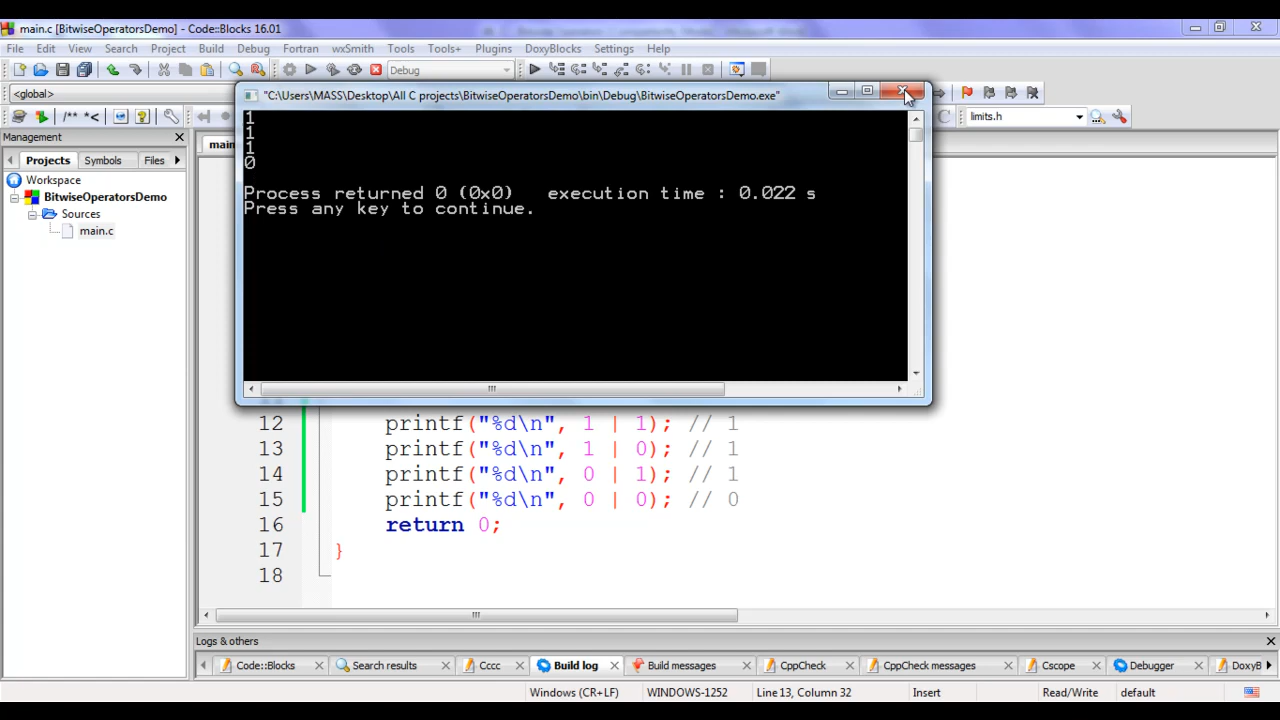 main.c [BitwiseOperatorsDemo] - Code::Blocks 16.01
File Edit View Search Project Build Debug Fortran wxSmith Tools Tools+ Plugins DoxyBlocks Settings Help
Debug
<global>
/** *< limits.h
"C:\Users\MASS\Desktop\All C projects\BitwiseOperatorsDemo\bin\Debug\BitwiseOperatorsDemo.exe"
1
1
1
0
Process returned 0 (0x0)   execution time : 0.022 s
Press any key to continue.
Management
Projects Symbols Files
Workspace
BitwiseOperatorsDemo
Sources
main.c
12 printf("%d\n", 1 | 1); // 1
13 printf("%d\n", 1 | 0); // 1
14 printf("%d\n", 0 | 1); // 1
15 printf("%d\n", 0 | 0); // 0
16 return 0;
17 }
18
Logs & others
Code::Blocks Search results Cccc Build log Build messages CppCheck CppCheck messages Cscope Debugger DoxyB
Windows (CR+LF) WINDOWS-1252 Line 13, Column 32 Insert Read/Write default